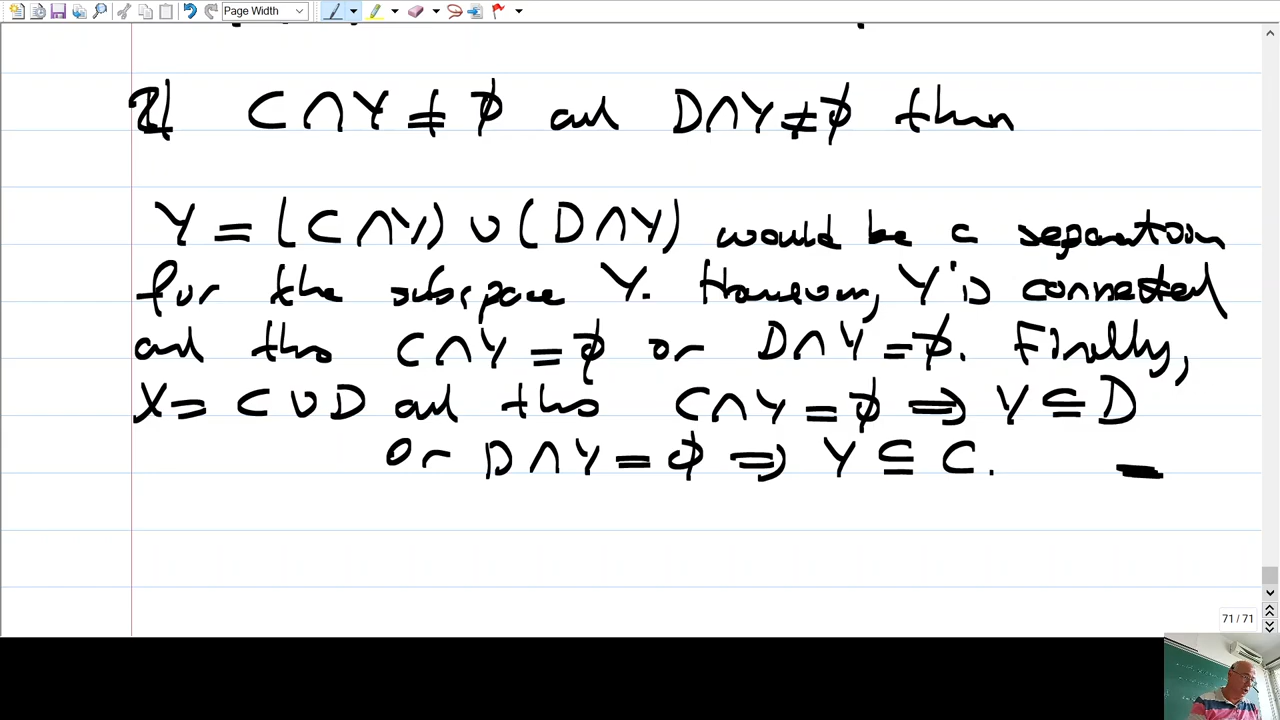 Page Width
If C∩Y ≠ ∅ and D∩Y ≠ ∅ then
Y = (C∩Y) ∪ (D∩Y) would be a separation
for the subspace Y. However, Y is connected
and thus C∩Y = ∅ or D∩Y = ∅. Finally,
X = C∪D and thus C∩Y = ∅ ⟹ Y ⊆ D
or D∩Y = ∅ ⟹ Y ⊆ C.
71 / 71